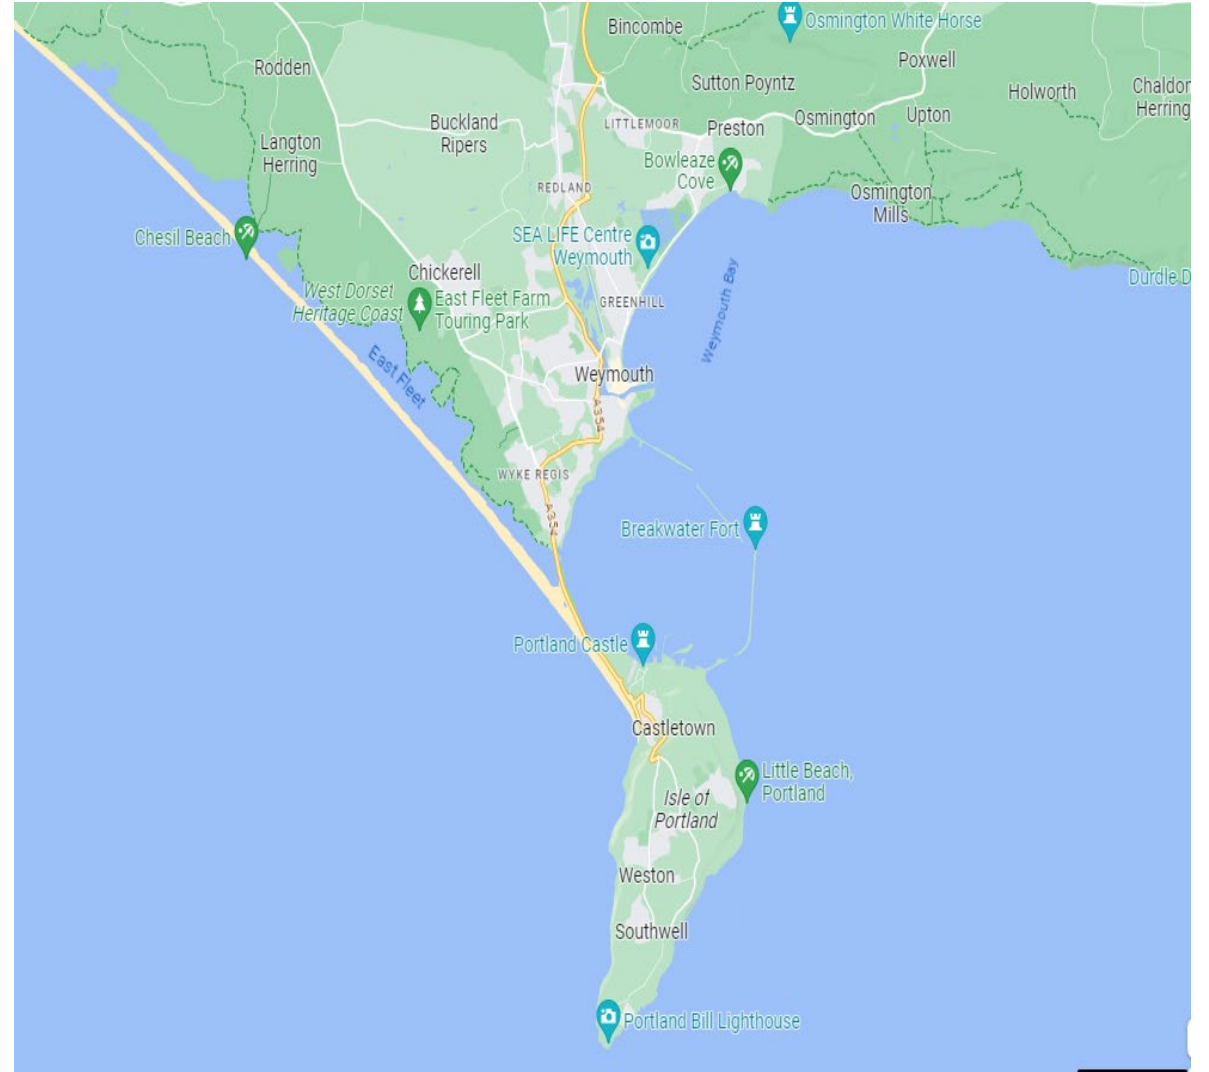 Bincombe
Osmington White Horse
Rodden
Poxwell
Sutton Poyntz
Holworth
Chaldon
Herring
LITTLEMOOR
Preston
Osmington
Upton
Buckland
Ripers
Langton
Herring
Bowleaze
Cove
REDLAND
Osmington
Mills
Chesil Beach
SEA LIFE Centre
Weymouth
Durdle D
Chickerell
West Dorset
Heritage Coast
East Fleet Farm
Touring Park
GREENHILL
Weymouth Bay
East Fleet
Weymouth
A354
WYKE REGIS
A354
Breakwater Fort
Portland Castle
Castletown
Little Beach,
Portland
Isle of
Portland
Weston
Southwell
Portland Bill Lighthouse